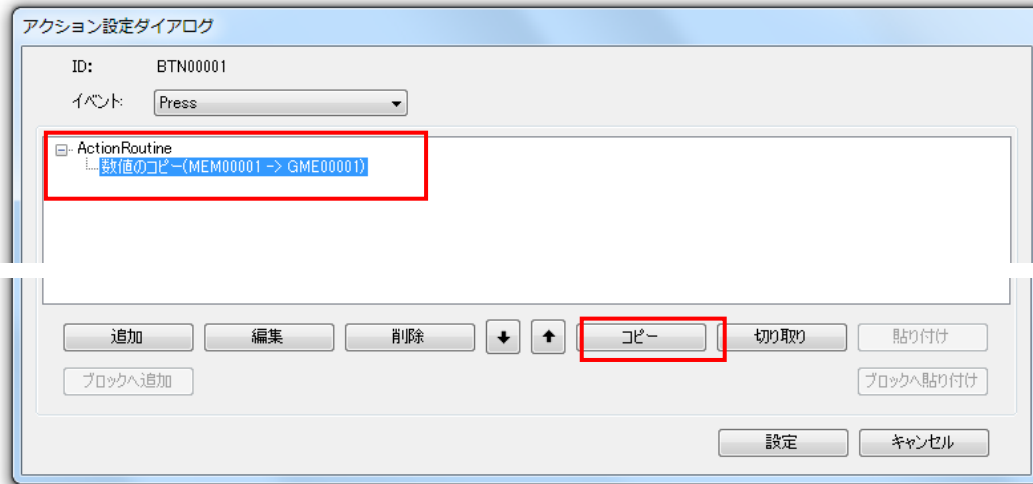 アクション設定ダイアログ
ID: BTN00001
イベント: Press
ActionRoutine
数値のコピー(MEM00001 -> GME00001)
追加 編集 削除 コピー 切り取り 貼り付け
ブロックへ追加 ブロックへ貼り付け
設定 キャンセル